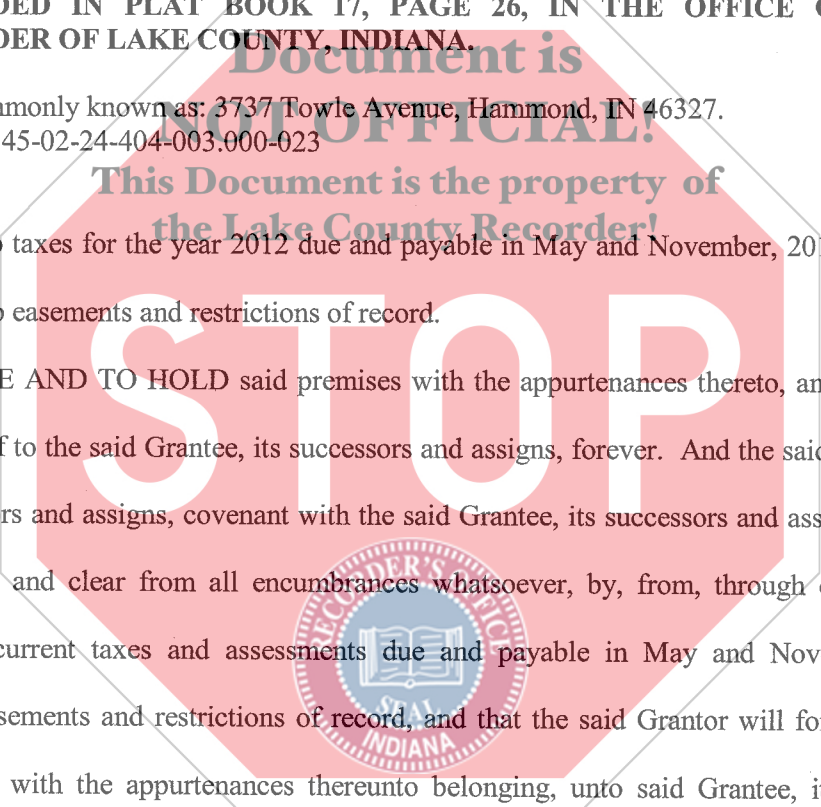 DED IN PLAT BOOK 17, PAGE 26, IN THE OFFICE
DER OF LAKE COUNTY, INDIANA.
Document is
mmonly known as: 3737 Towle Avenue, Hammond, IN 46327.
NOT OFFICIAL!
45-02-24-404-003.000-023
This Document is the property of
the Lake County Recorder!
o taxes for the year 2012 due and payable in May and November, 20
o easements and restrictions of record.
STOP
E AND TO HOLD said premises with the appurtenances thereto, an
f to the said Grantee, its successors and assigns, forever. And the said
rs and assigns, covenant with the said Grantee, its successors and ass
and clear from all encumbrances whatsoever, by, from, through
RECORDER'S OFFICE
current taxes and assessments due and payable in May and Nov
SEAL
sements and restrictions of record, and that the said Grantor will fo
INDIANA
with the appurtenances thereunto belonging, unto said Grantee, i